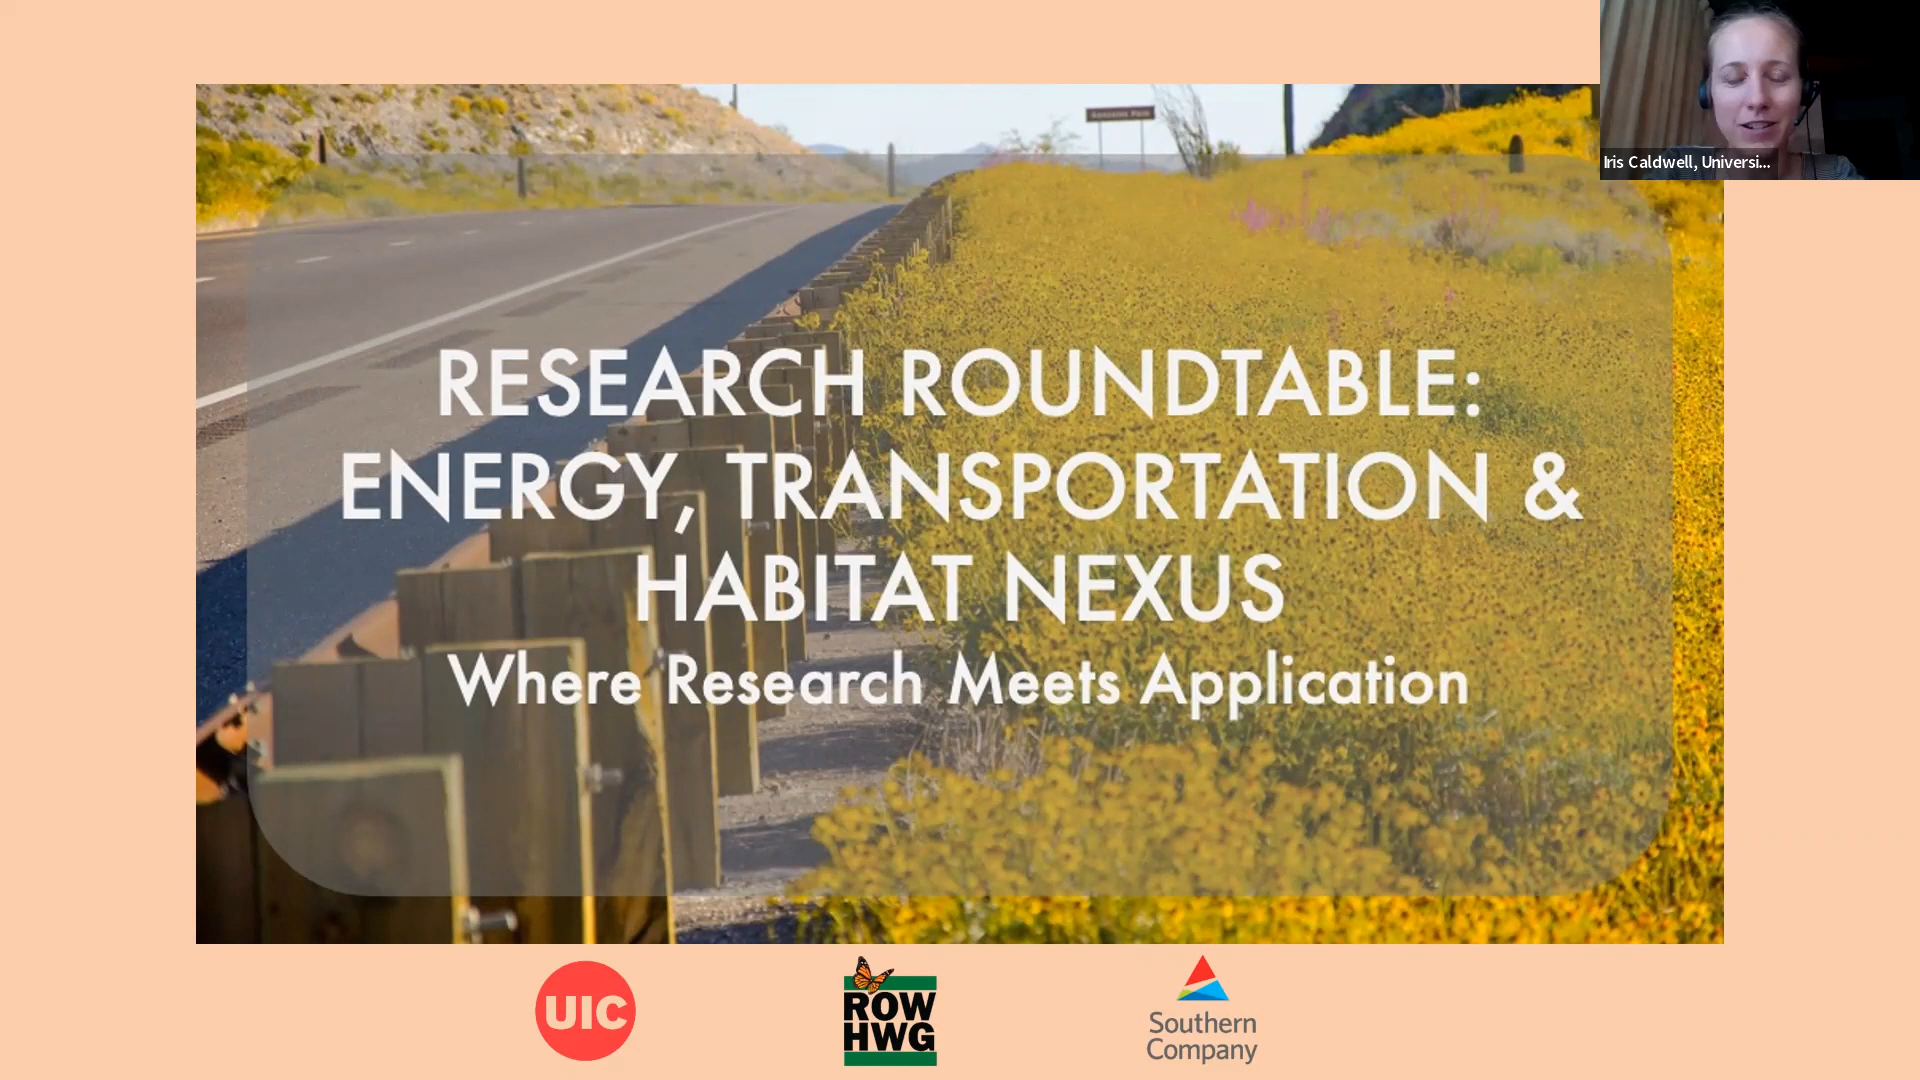 Iris Caldwell, Universi...
RESEARCH ROUNDTABLE:
ENERGY, TRANSPORTATION &
HABITAT NEXUS
Where Research Meets Application
UIC
ROW
HWG
Southern
Company